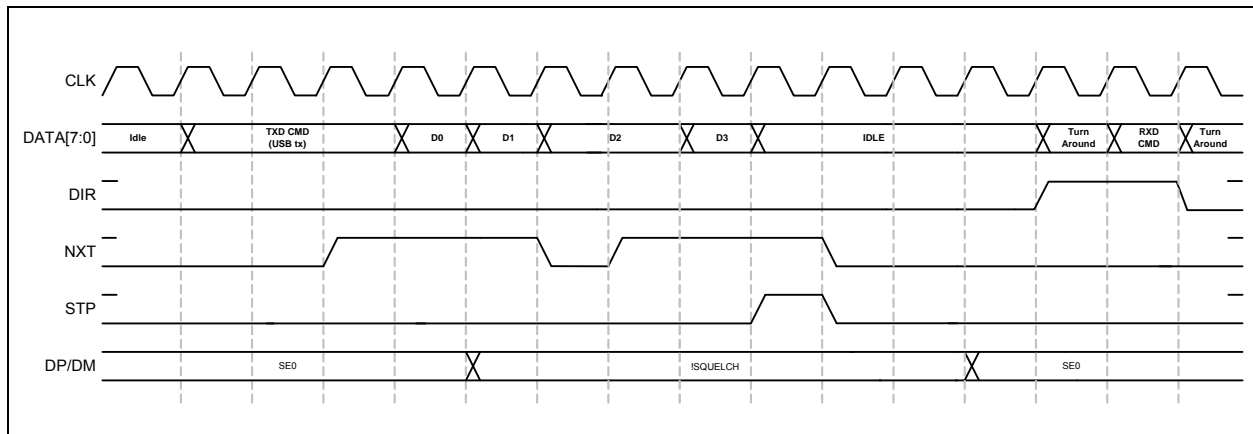 CLK
DATA[7:0]
Idle
TXD CMD
(USB tx)
D0
D1
D2
D3
IDLE
Turn
Around
RXD
CMD
Turn
Around
DIR
NXT
STP
DP/DM
SE0
!SQUELCH
SE0